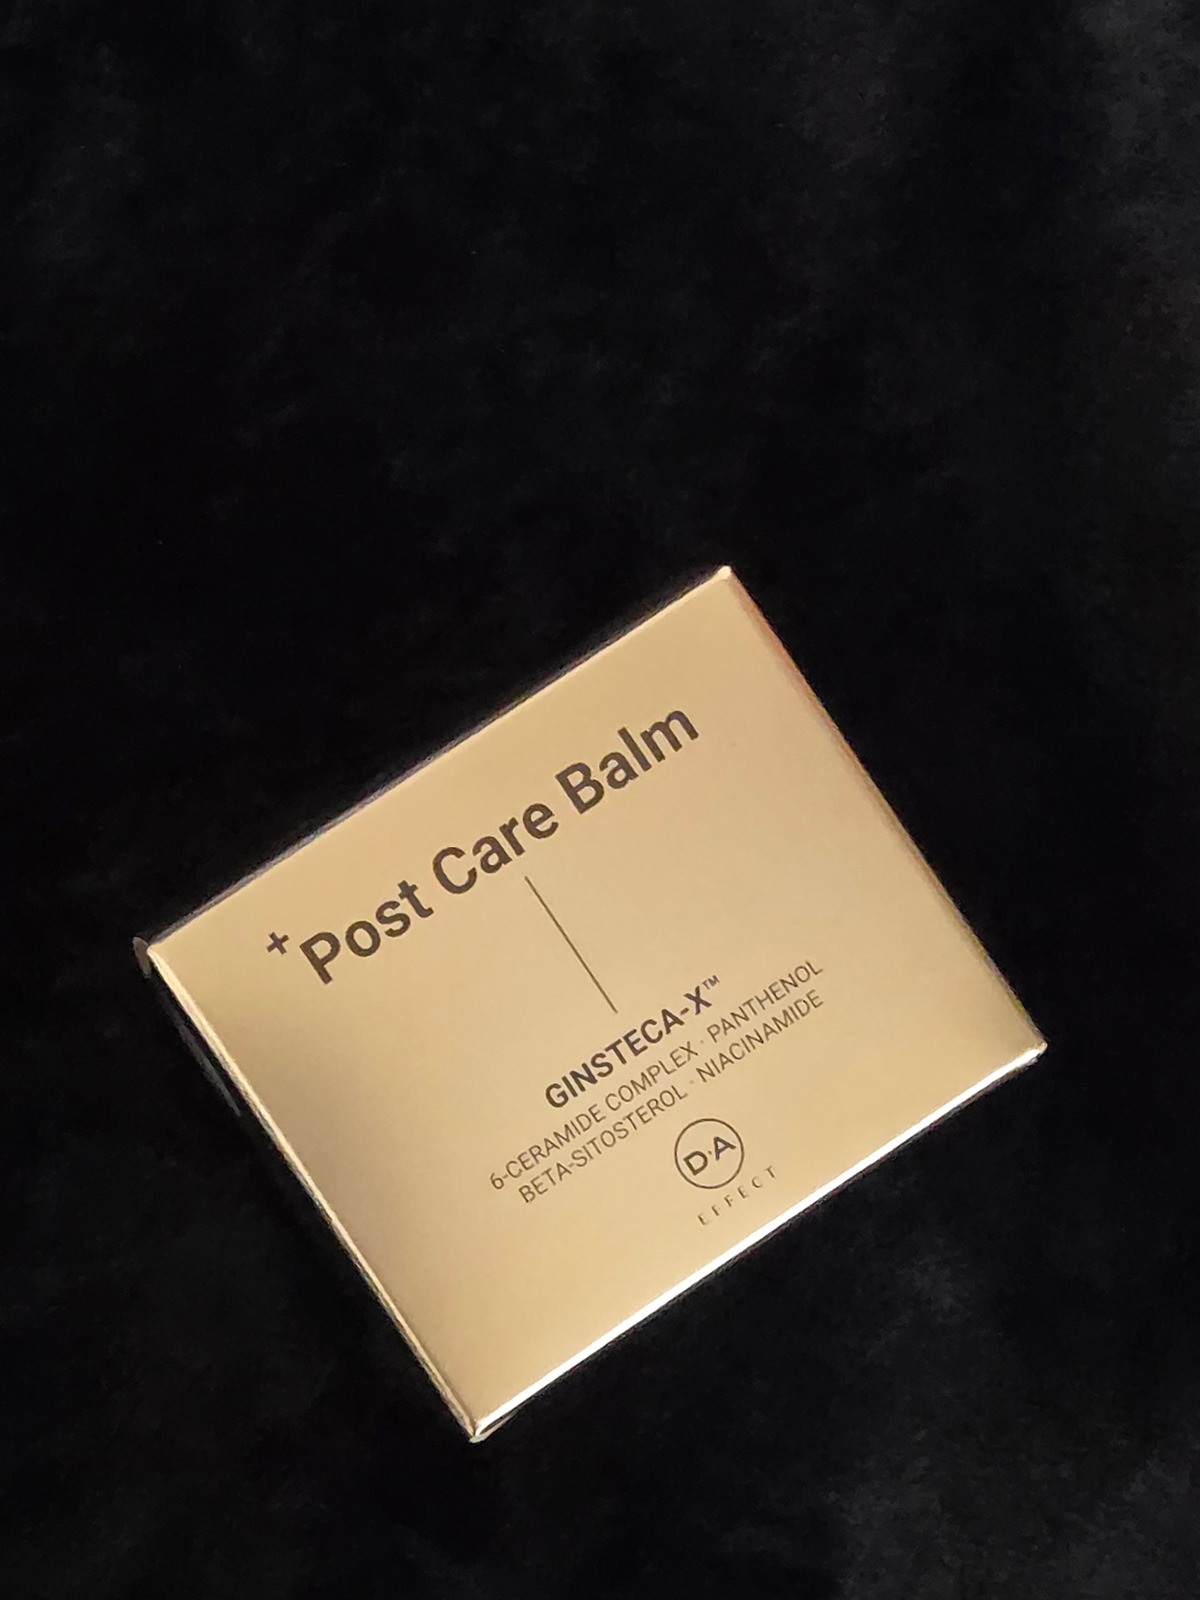 +Post Care Balm
GINSTECA-X™
6-CERAMIDE COMPLEX · PANTHENOL
BETA-SITOSTEROL · NIACINAMIDE
D·A
EFFECT